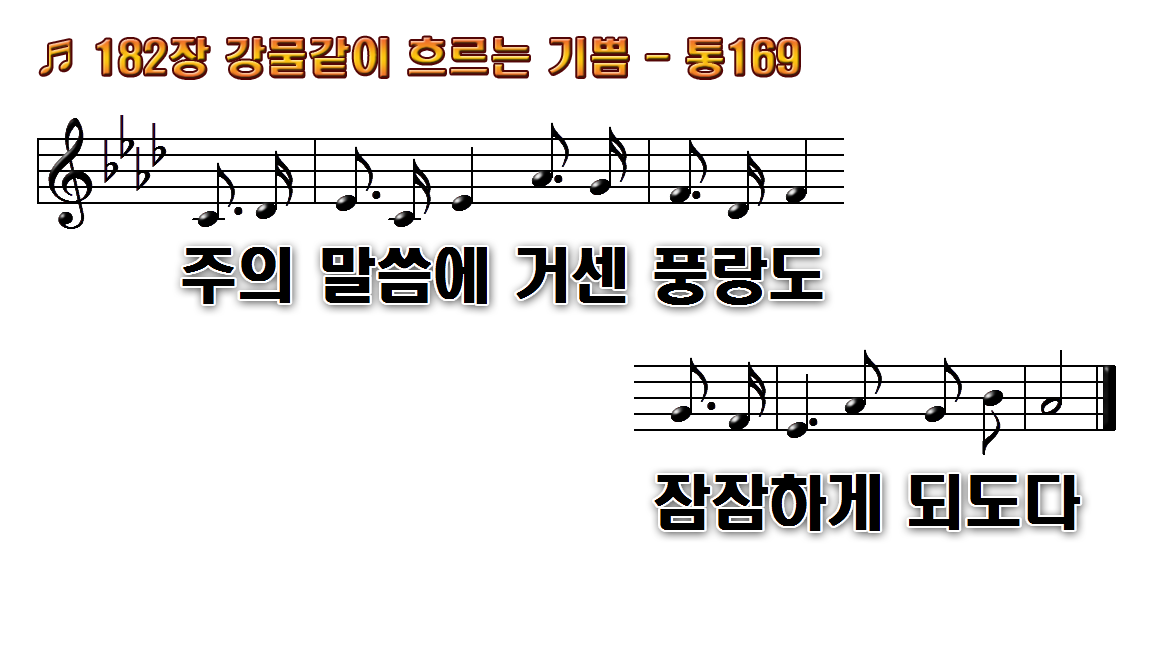 ♬ 182장 강물같이 흐르는 기쁨 - 통169
주의 말씀에 거센 풍랑도
잠잠하게 되도다